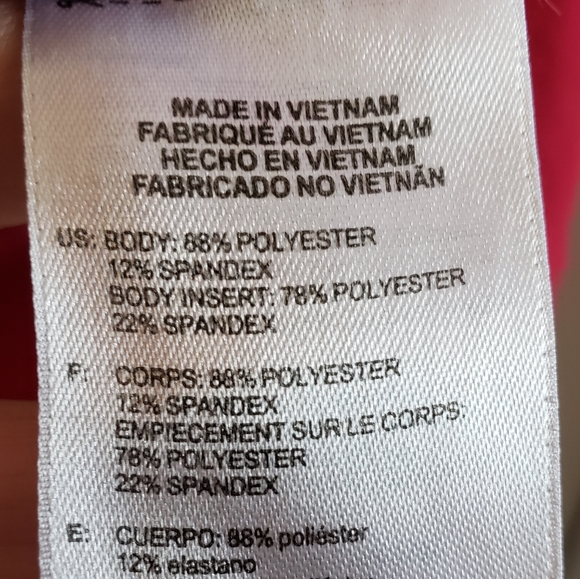 MADE IN VIETNAM
FABRIQUÉ AU VIETNAM
HECHO EN VIETNAM
FABRICADO NO VIETNÃN
US: BODY: 88% POLYESTER
12% SPANDEX
BODY INSERT: 78% POLYESTER
22% SPANDEX
F: CORPS: 88% POLYESTER
12% SPANDEX
EMPIECEMENT SUR LE CORPS:
78% POLYESTER
22% SPANDEX
E: CUERPO: 88% poliéster
12% elastano